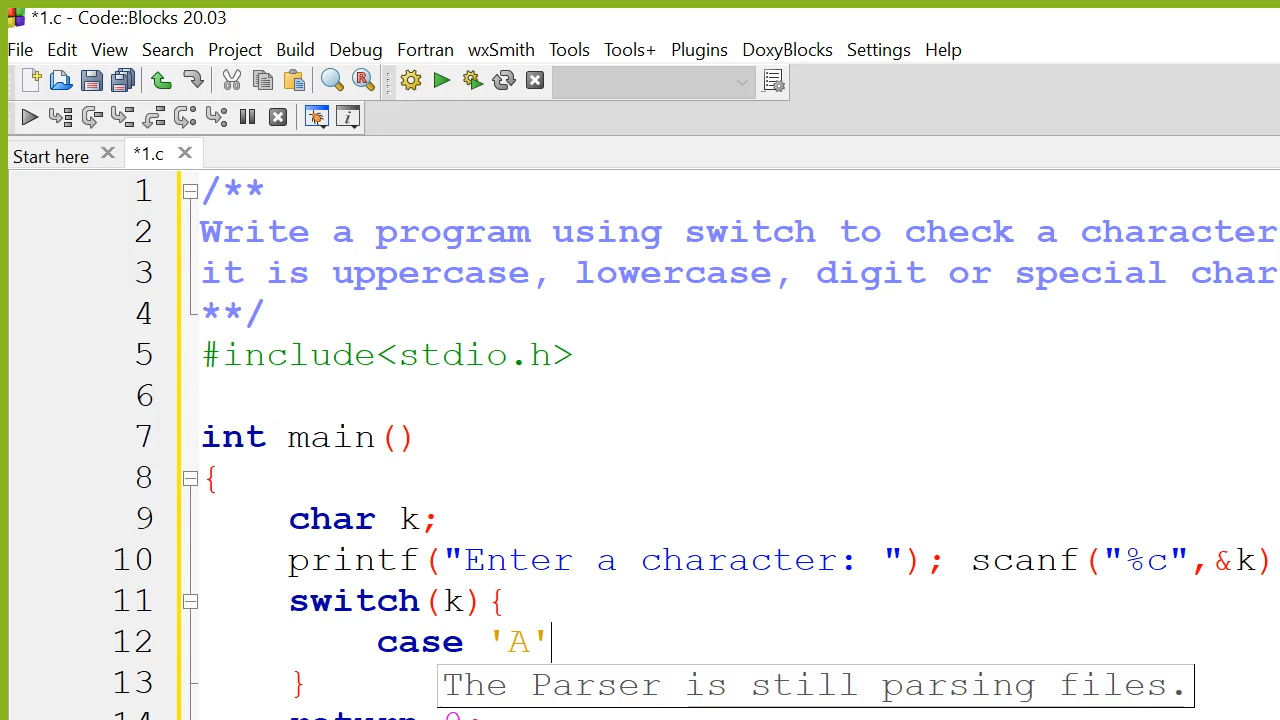 *1.c - Code::Blocks 20.03
File Edit View Search Project Build Debug Fortran wxSmith Tools Tools+ Plugins DoxyBlocks Settings Help
Start here *1.c
1 /**
2 Write a program using switch to check a character
3 it is uppercase, lowercase, digit or special char
4 **/
5 #include<stdio.h>
6
7 int main()
8 {
9 char k;
10 printf("Enter a character: "); scanf("%c",&k)
11 switch(k){
12 case 'A'
13 }
The Parser is still parsing files.
14 return 0;